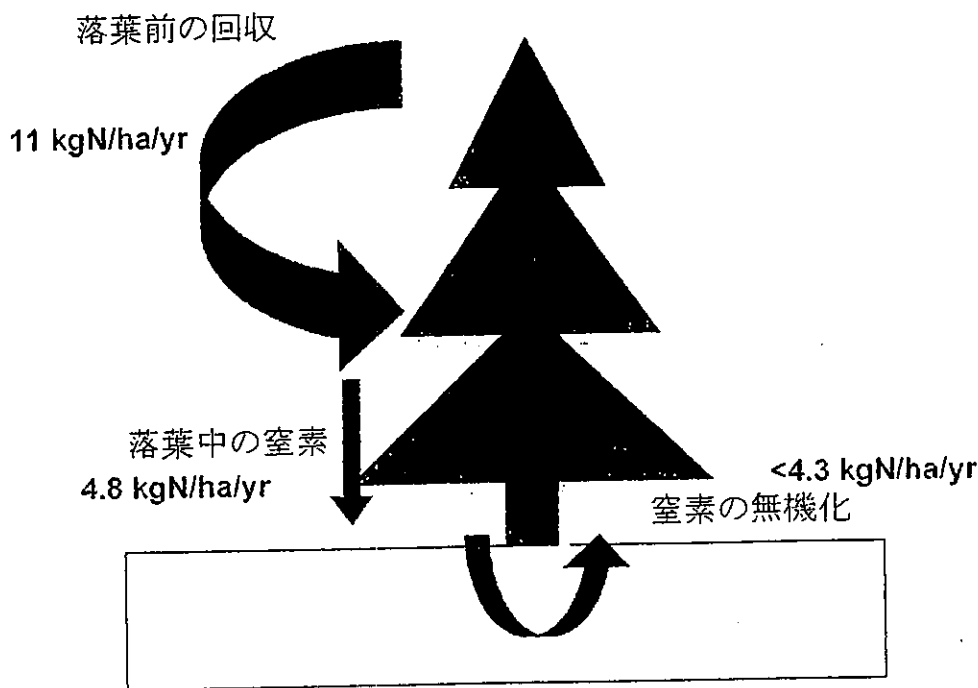 落葉前の回収
11 kgN/ha/yr
落葉中の窒素
4.8 kgN/ha/yr
<4.3 kgN/ha/yr
窒素の無機化